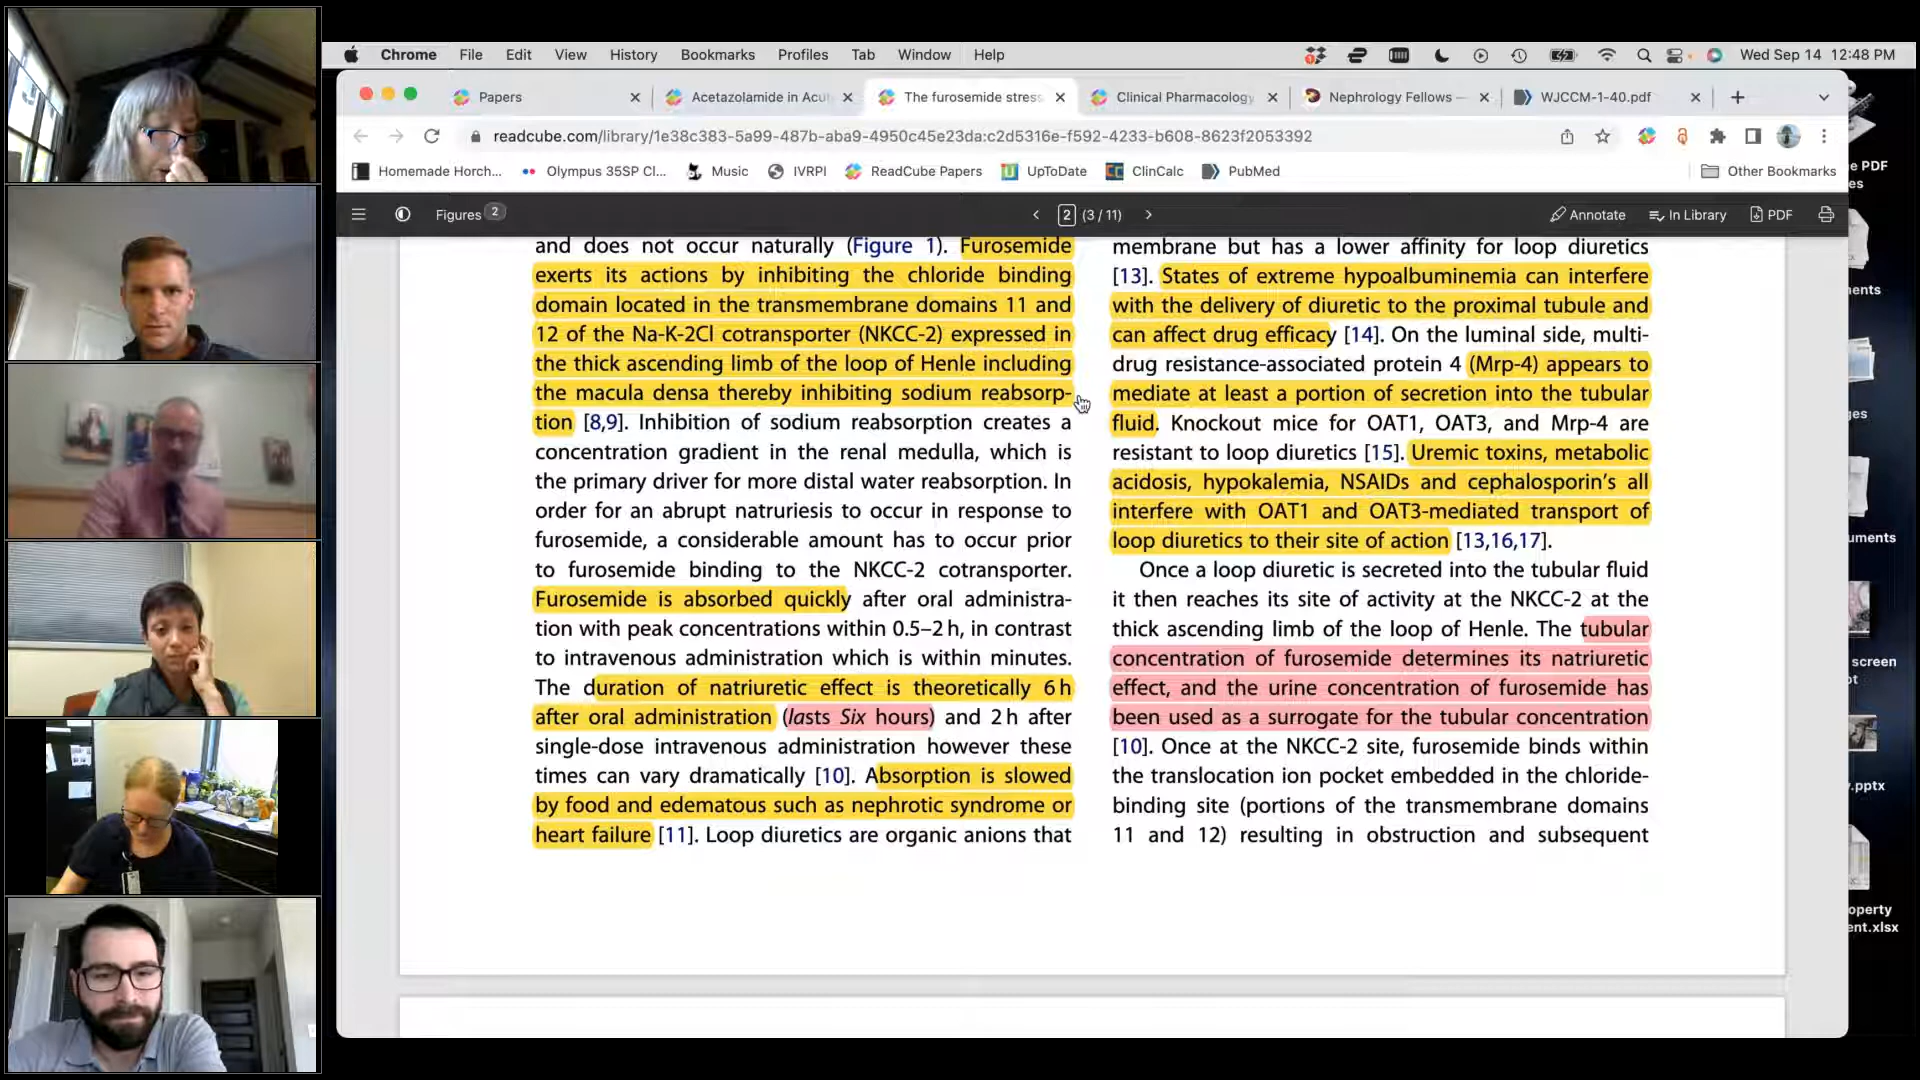 Chrome File Edit View History Bookmarks Profiles Tab Window Help Wed Sep 14 12:48 PM
Papers Acetazolamide in Acut The furosemide stress Clinical Pharmacology Nephrology Fellows — WJCCM-1-40.pdf
readcube.com/library/1e38c383-5a99-487b-aba9-4950c45e23da:c2d5316e-f592-4233-b608-8623f2053392
Homemade Horch... Olympus 35SP Cl... Music IVRPI ReadCube Papers UpToDate ClinCalc PubMed Other Bookmarks
Figures 2 2 (3 / 11) Annotate In Library PDF
and does not occur naturally (Figure 1). Furosemide
exerts its actions by inhibiting the chloride binding
domain located in the transmembrane domains 11 and
12 of the Na-K-2Cl cotransporter (NKCC-2) expressed in
the thick ascending limb of the loop of Henle including
the macula densa thereby inhibiting sodium reabsorp-
tion [8,9]. Inhibition of sodium reabsorption creates a
concentration gradient in the renal medulla, which is
the primary driver for more distal water reabsorption. In
order for an abrupt natruriesis to occur in response to
furosemide, a considerable amount has to occur prior
to furosemide binding to the NKCC-2 cotransporter.
Furosemide is absorbed quickly after oral administra-
tion with peak concentrations within 0.5–2 h, in contrast
to intravenous administration which is within minutes.
The duration of natriuretic effect is theoretically 6 h
after oral administration (lasts Six hours) and 2 h after
single-dose intravenous administration however these
times can vary dramatically [10]. Absorption is slowed
by food and edematous such as nephrotic syndrome or
heart failure [11]. Loop diuretics are organic anions that
membrane but has a lower affinity for loop diuretics
[13]. States of extreme hypoalbuminemia can interfere
with the delivery of diuretic to the proximal tubule and
can affect drug efficacy [14]. On the luminal side, multi-
drug resistance-associated protein 4 (Mrp-4) appears to
mediate at least a portion of secretion into the tubular
fluid. Knockout mice for OAT1, OAT3, and Mrp-4 are
resistant to loop diuretics [15]. Uremic toxins, metabolic
acidosis, hypokalemia, NSAIDs and cephalosporin's all
interfere with OAT1 and OAT3-mediated transport of
loop diuretics to their site of action [13,16,17].
Once a loop diuretic is secreted into the tubular fluid
it then reaches its site of activity at the NKCC-2 at the
thick ascending limb of the loop of Henle. The tubular
concentration of furosemide determines its natriuretic
effect, and the urine concentration of furosemide has
been used as a surrogate for the tubular concentration
[10]. Once at the NKCC-2 site, furosemide binds within
the translocation ion pocket embedded in the chloride-
binding site (portions of the transmembrane domains
11 and 12) resulting in obstruction and subsequent
e PDF
es
ents
ges
uments
screen
ot
.pptx
operty
ent.xlsx